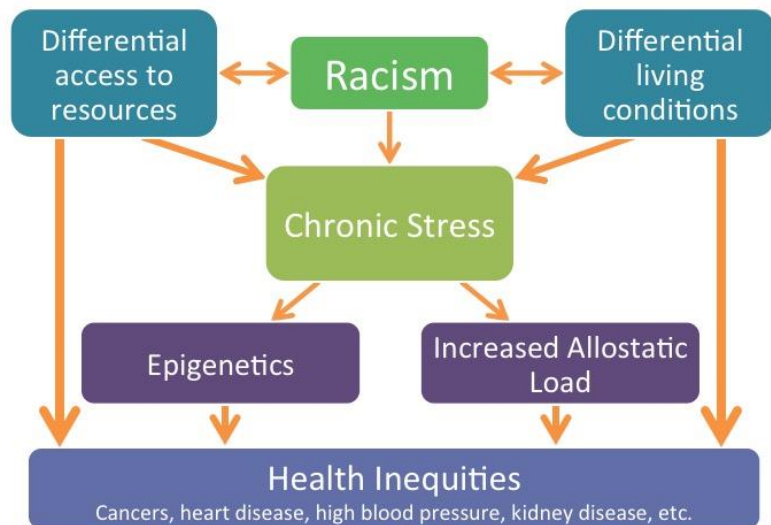 Differential
access to
resources
Racism
Differential
living
conditions
Chronic Stress
Epigenetics
Increased Allostatic
Load
Health Inequities
Cancers, heart disease, high blood pressure, kidney disease, etc.